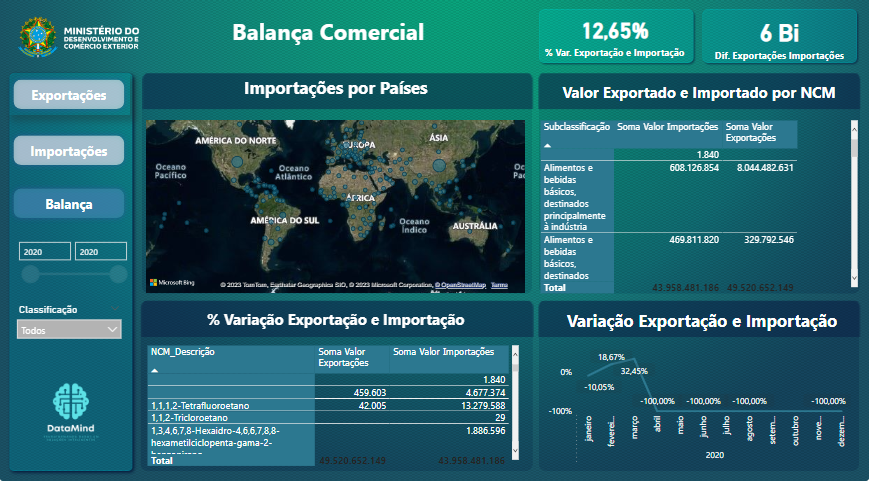 MINISTÉRIO DO
DESENVOLVIMENTO E
COMÉRCIO EXTERIOR
Balança Comercial
12,65%
% Var. Exportação e Importação
6 Bi
Dif. Exportações Importações
Exportações
Importações
Balança
2020 2020
Classificação
Todos
DataMind
Importações por Países
AMÉRICA DO NORTE
EUROPA
ÁSIA
Oceano
Pacífico
Oceano
Atlântico
ÁFRICA
AMÉRICA DO SUL
Oceano
Índico
AUSTRÁLIA
Microsoft Bing
© 2023 TomTom, Earthstar Geographics SIO, © 2023 Microsoft Corporation, © OpenStreetMap Terms
Valor Exportado e Importado por NCM
Subclassificação Soma Valor Importações Soma Valor
Exportações
1.840
Alimentos e 608.126.854 8.044.482.631
bebidas
básicos,
destinados
principalmente
à indústria
Alimentos e 469.811.820 329.792.546
bebidas
básicos,
destinados
Total 43.958.481.186 49.520.652.149
% Variação Exportação e Importação
NCM_Descrição Soma Valor Soma Valor Importações
Exportações
1.840
459.603 4.677.374
1,1,1,2-Tetrafluoroetano 42.005 13.279.588
1,1,2-Tricloroetano 29
1,3,4,6,7,8-Hexaidro-4,6,6,7,8,8- 1.886.596
hexametilciclopenta-gama-2-
Total 49.520.652.149 43.958.481.186
Variação Exportação e Importação
0%
-100%
-10,05%
18,67%
32,45%
-100,00% -100,00% -100,00% -100,00%
janeiro
feverei...
março
abril
maio
junho
julho
agosto
setem...
outubro
nove...
dezem...
2020